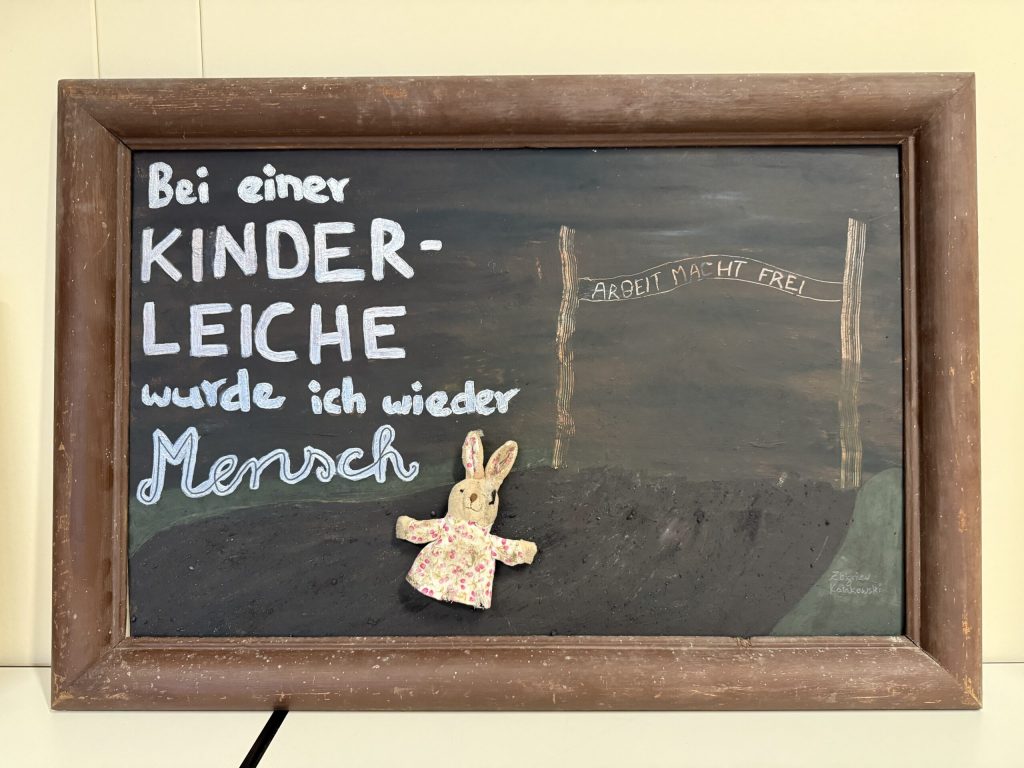 Bei einer
KINDER-
LEICHE
wurde ich wieder
Mensch
ARBEIT MACHT FREI
Zbigniew
Kołakowski